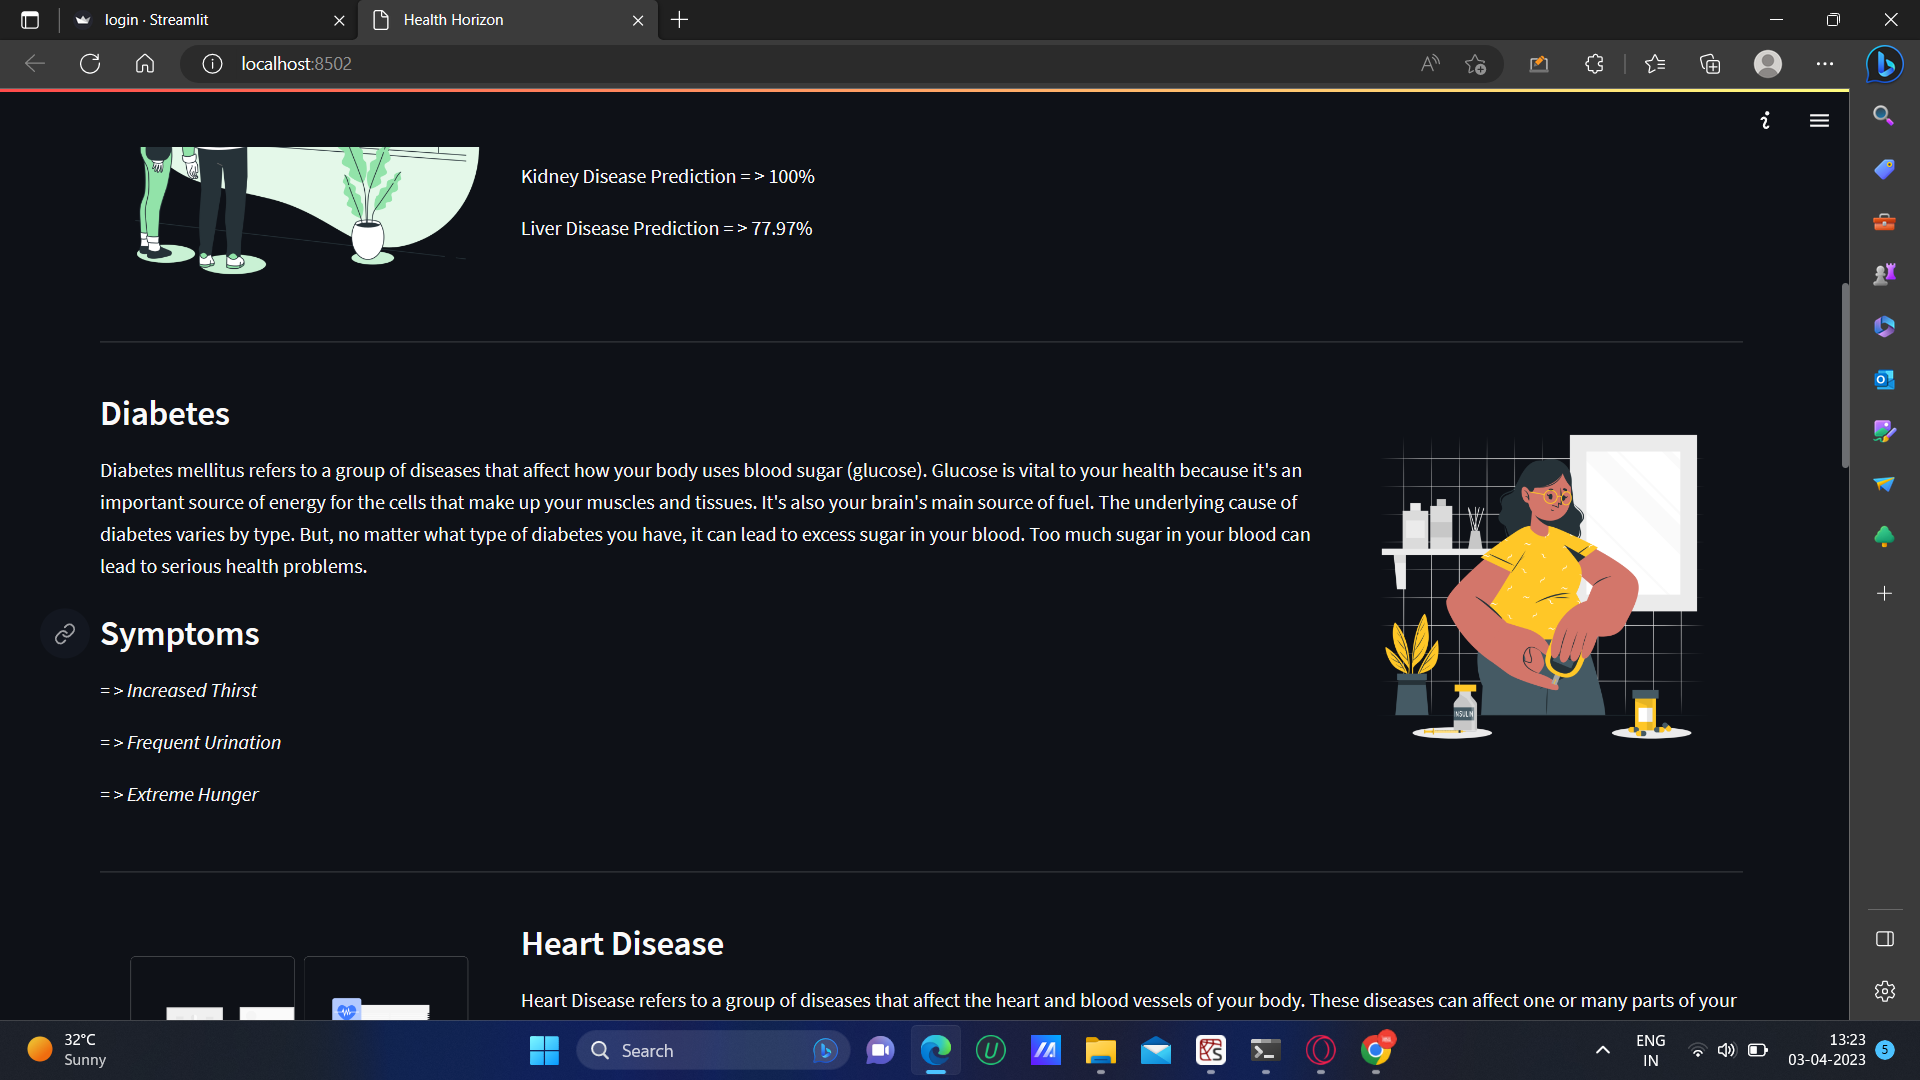 login · Streamlit
Health Horizon
localhost:8502
Kidney Disease Prediction => 100%
Liver Disease Prediction => 77.97%
Diabetes
Diabetes mellitus refers to a group of diseases that affect how your body uses blood sugar (glucose). Glucose is vital to your health because it's an
important source of energy for the cells that make up your muscles and tissues. It's also your brain's main source of fuel. The underlying cause of
diabetes varies by type. But, no matter what type of diabetes you have, it can lead to excess sugar in your blood. Too much sugar in your blood can
lead to serious health problems.
Symptoms
=> Increased Thirst
=> Frequent Urination
=> Extreme Hunger
INSULIN
Heart Disease
Heart Disease refers to a group of diseases that affect the heart and blood vessels of your body. These diseases can affect one or many parts of your
32°C
Sunny
Search
ENG
IN
13:23
03-04-2023
5